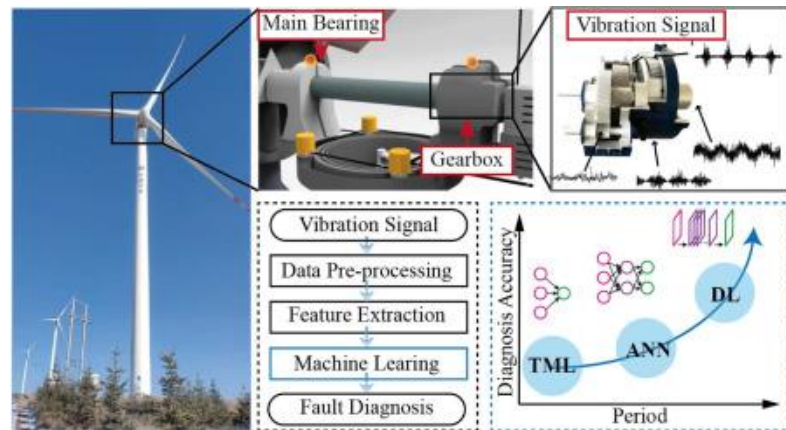 Main Bearing
Gearbox
Vibration Signal
Vibration Signal
Data Pre-processing
Feature Extraction
Machine Learing
Fault Diagnosis
Diagnosis Accuracy
TML
ANN
DL
Period